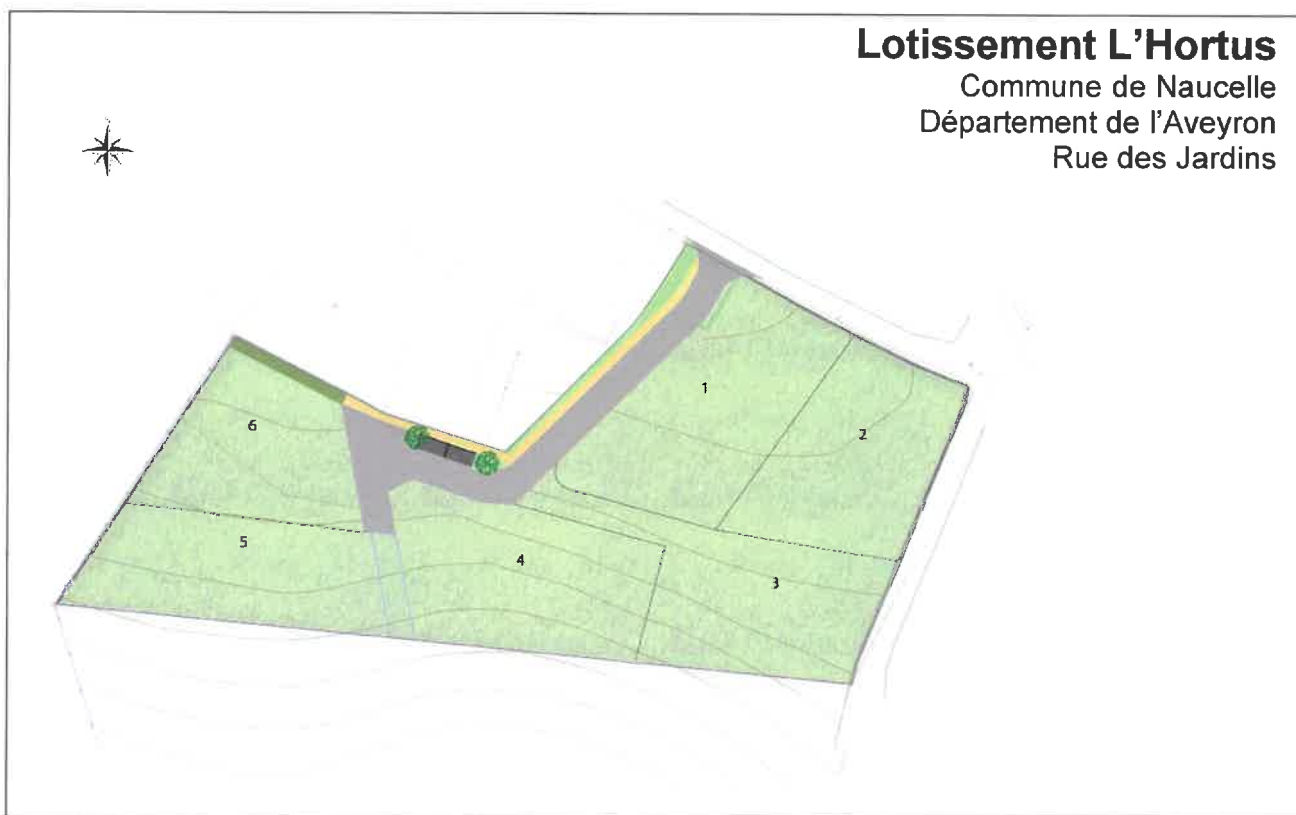 Lotissement L'Hortus
Commune de Naucelle
Département de l'Aveyron
Rue des Jardins
1
2
6
5
4
3